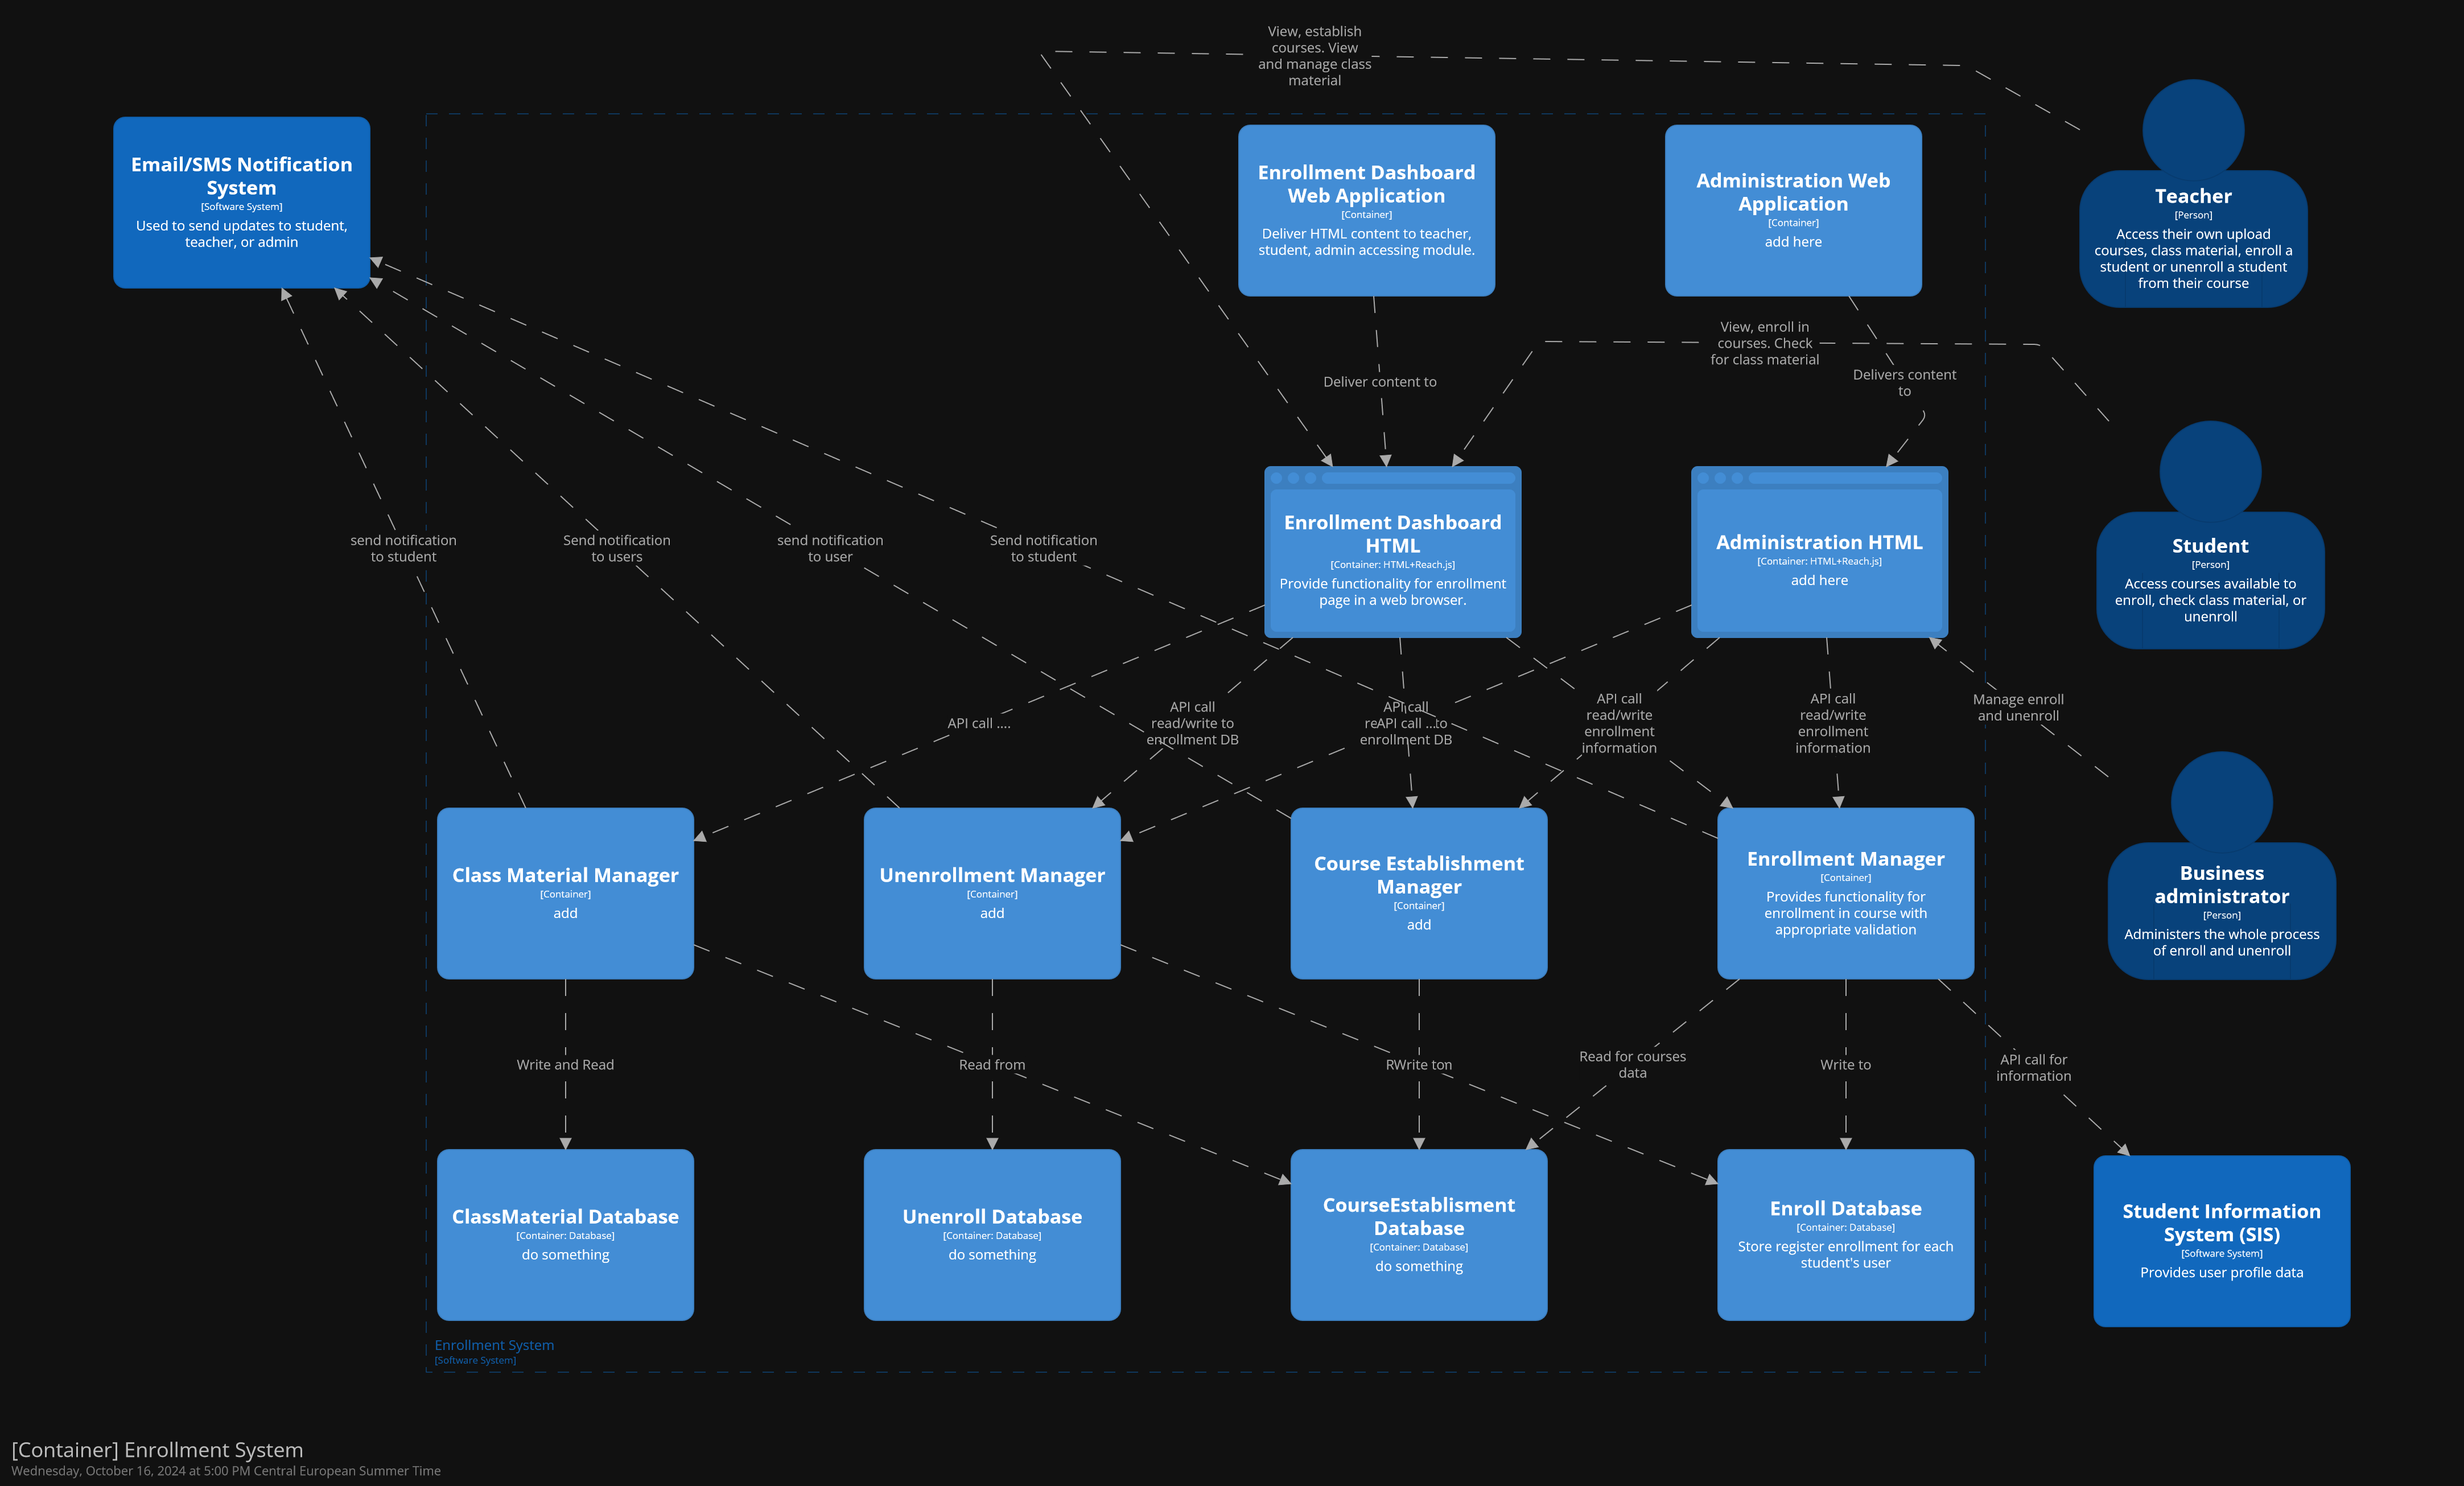 View, establish
courses. View
and manage class
material
Email/SMS Notification
System
[Software System]
Used to send updates to student,
teacher, or admin
Enrollment Dashboard
Web Application
[Container]
Deliver HTML content to teacher,
student, admin accessing module.
Administration Web
Application
[Container]
add here
Teacher
[Person]
Access their own upload
courses, class material, enroll a
student or unenroll a student
from their course
View, enroll in
courses. Check
for class material
Deliver content to
Delivers content
to
Student
[Person]
Access courses available to
enroll, check class material, or
unenroll
send notification
to student
Send notification
to users
send notification
to user
Send notification
to student
Enrollment Dashboard
HTML
[Container: HTML+Reach.js]
Provide functionality for enrollment
page in a web browser.
Administration HTML
[Container: HTML+Reach.js]
add here
API call ....
API call
read/write to
enrollment DB
API call
API call ...to
enrollment DB
API call
read/write
enrollment
information
API call
read/write
enrollment
information
Manage enroll
and unenroll
Class Material Manager
[Container]
add
Unenrollment Manager
[Container]
add
Course Establishment
Manager
[Container]
add
Enrollment Manager
[Container]
Provides functionality for
enrollment in course with
appropriate validation
Business
administrator
[Person]
Administers the whole process
of enroll and unenroll
Write and Read
Read from
Write to
Read for courses
data
Write to
API call for
information
ClassMaterial Database
[Container: Database]
do something
Unenroll Database
[Container: Database]
do something
CourseEstablisment
Database
[Container: Database]
do something
Enroll Database
[Container: Database]
Store register enrollment for each
student's user
Student Information
System (SIS)
[Software System]
Provides user profile data
Enrollment System
[Software System]
[Container] Enrollment System
Wednesday, October 16, 2024 at 5:00 PM Central European Summer Time